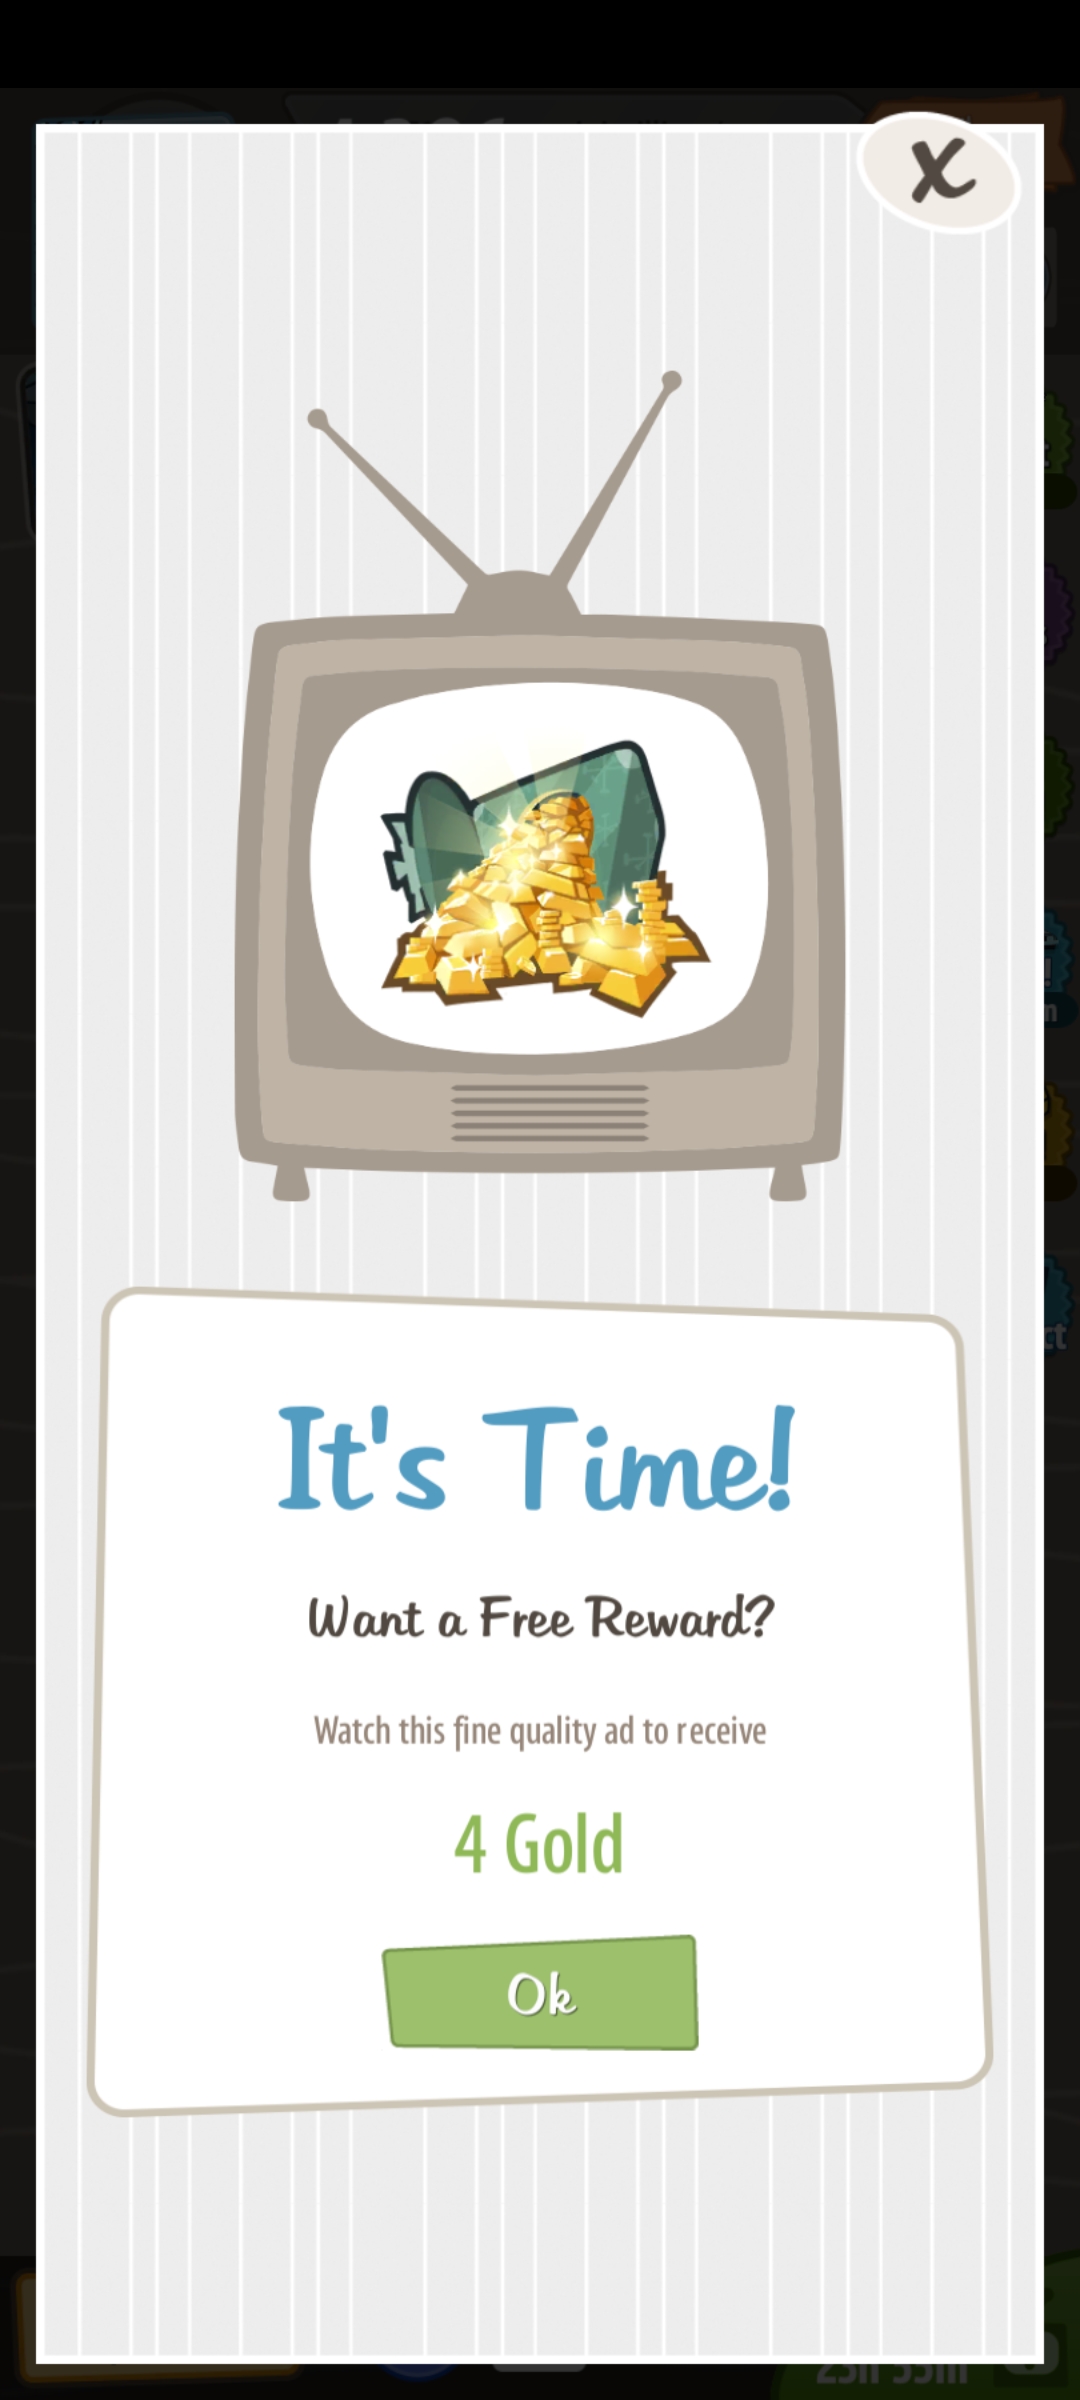 X
It's Time!
Want a Free Reward?
Watch this fine quality ad to receive
4 Gold
Ok